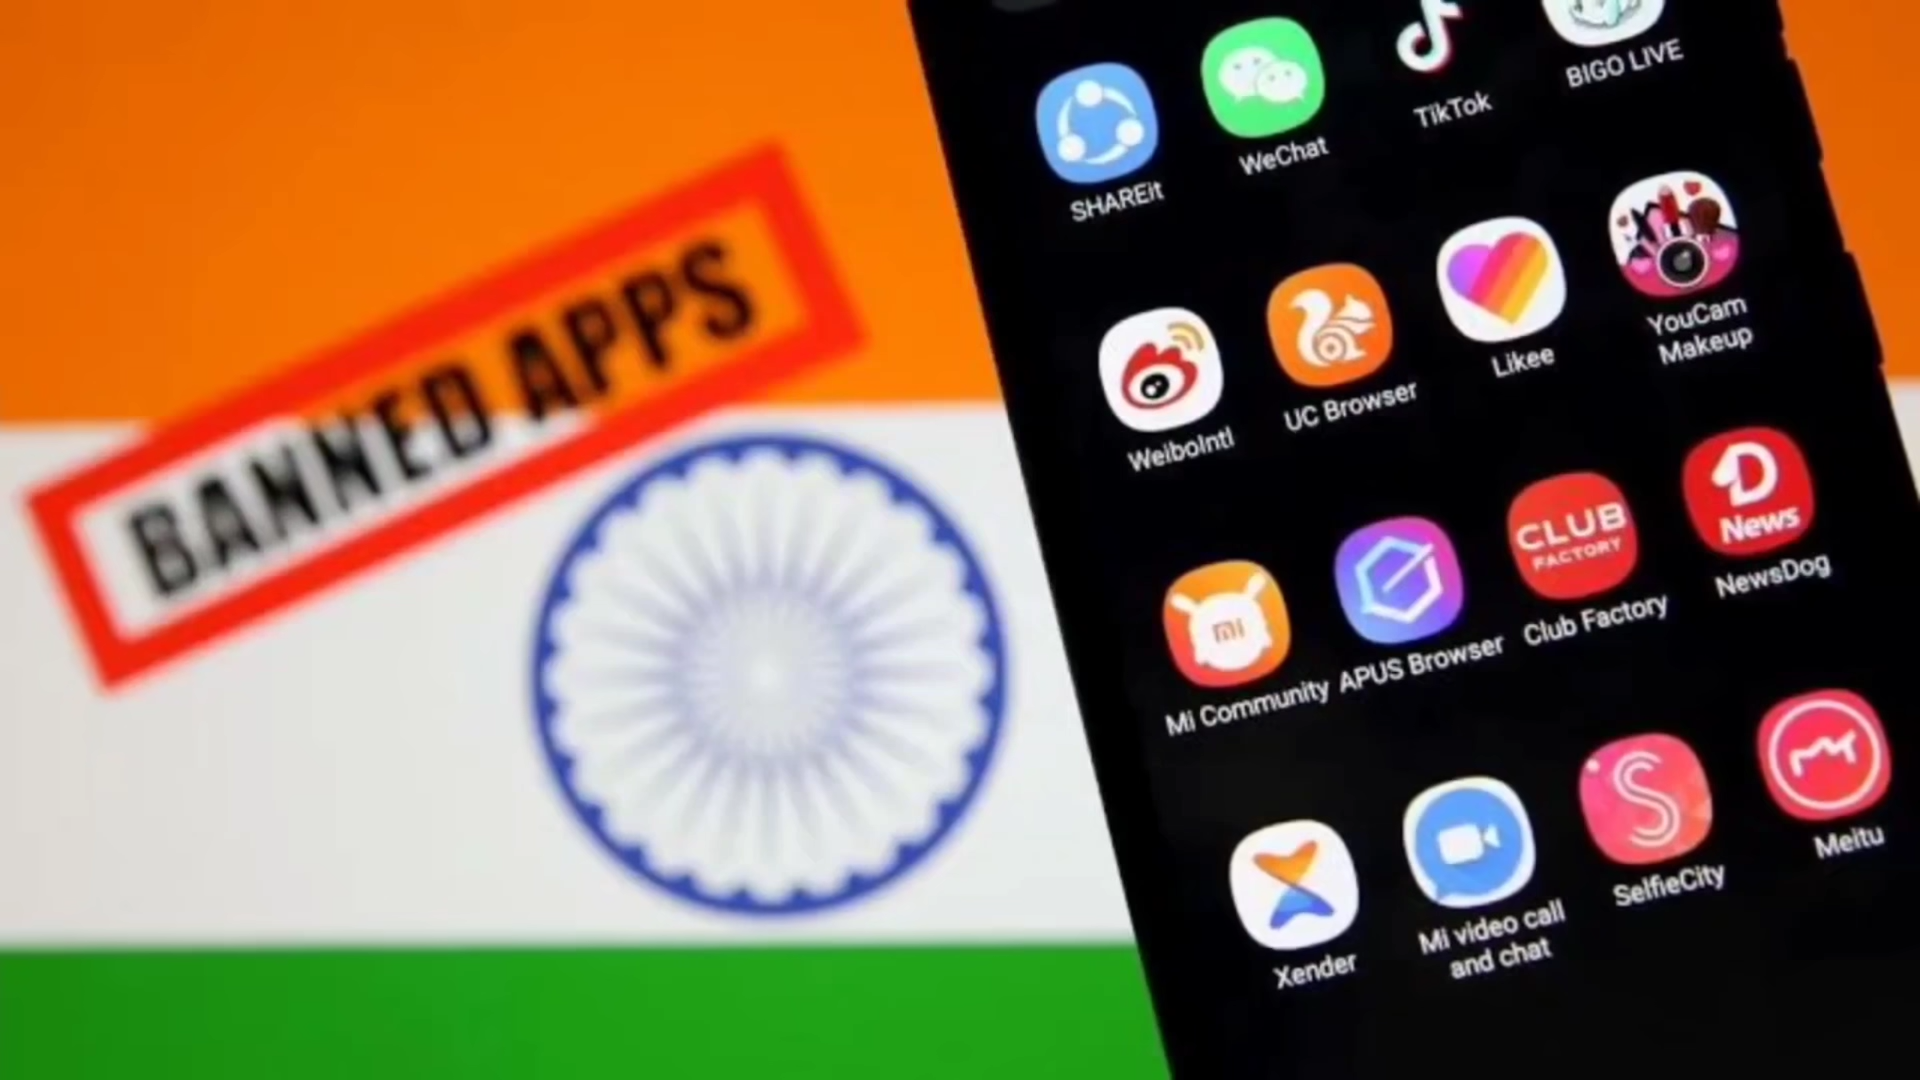 BANNED APPS
SHAREit
WeChat
TikTok
BIGO LIVE
WeiboIntl
UC Browser
Likee
YouCam
Makeup
mi
Mi Community
APUS Browser
CLUB
FACTORY
Club Factory
News
NewsDog
Xender
Mi video call
and chat
SelfieCity
Meitu